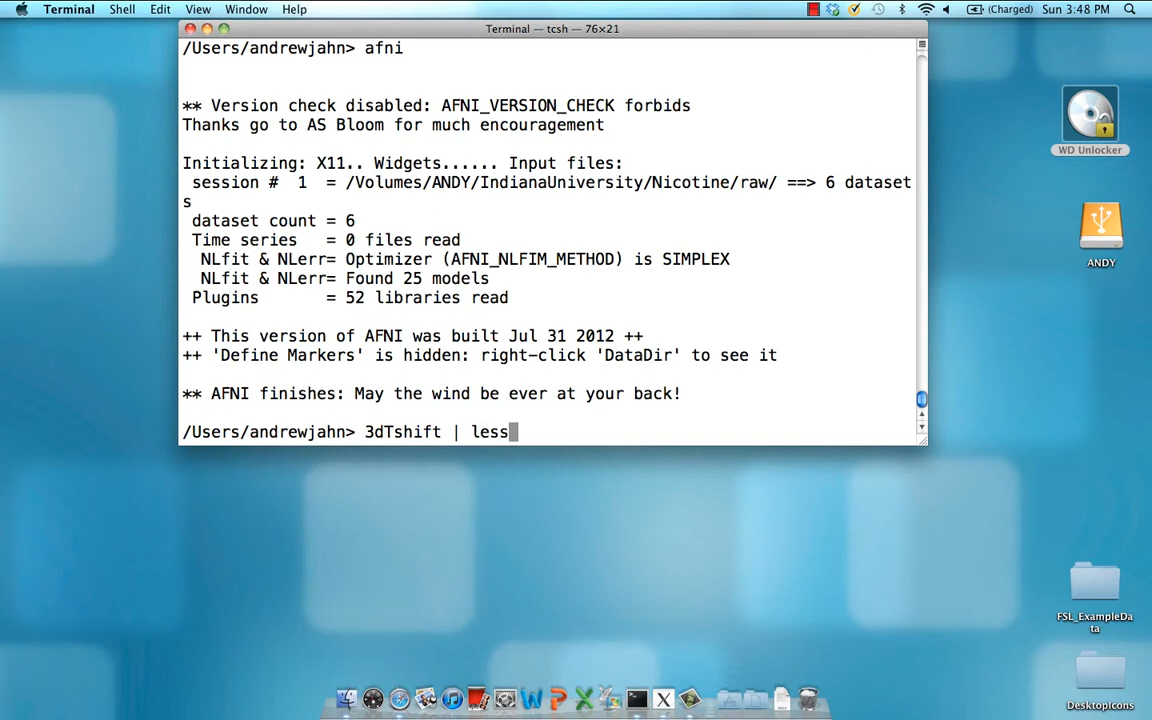 Terminal Shell Edit View Window Help (Charged) Sun 3:48 PM
Terminal — tcsh — 76×21
/Users/andrewjahn> afni
** Version check disabled: AFNI_VERSION_CHECK forbids
Thanks go to AS Bloom for much encouragement
Initializing: X11.. Widgets...... Input files:
session # 1 = /Volumes/ANDY/IndianaUniversity/Nicotine/raw/ ==> 6 dataset
s
dataset count = 6
Time series = 0 files read
NLfit & NLerr= Optimizer (AFNI_NLFIM_METHOD) is SIMPLEX
NLfit & NLerr= Found 25 models
Plugins = 52 libraries read
++ This version of AFNI was built Jul 31 2012 ++
++ 'Define Markers' is hidden: right-click 'DataDir' to see it
** AFNI finishes: May the wind be ever at your back!
/Users/andrewjahn> 3dTshift | less
WD Unlocker
ANDY
FSL_ExampleDa
ta
DesktopIcons